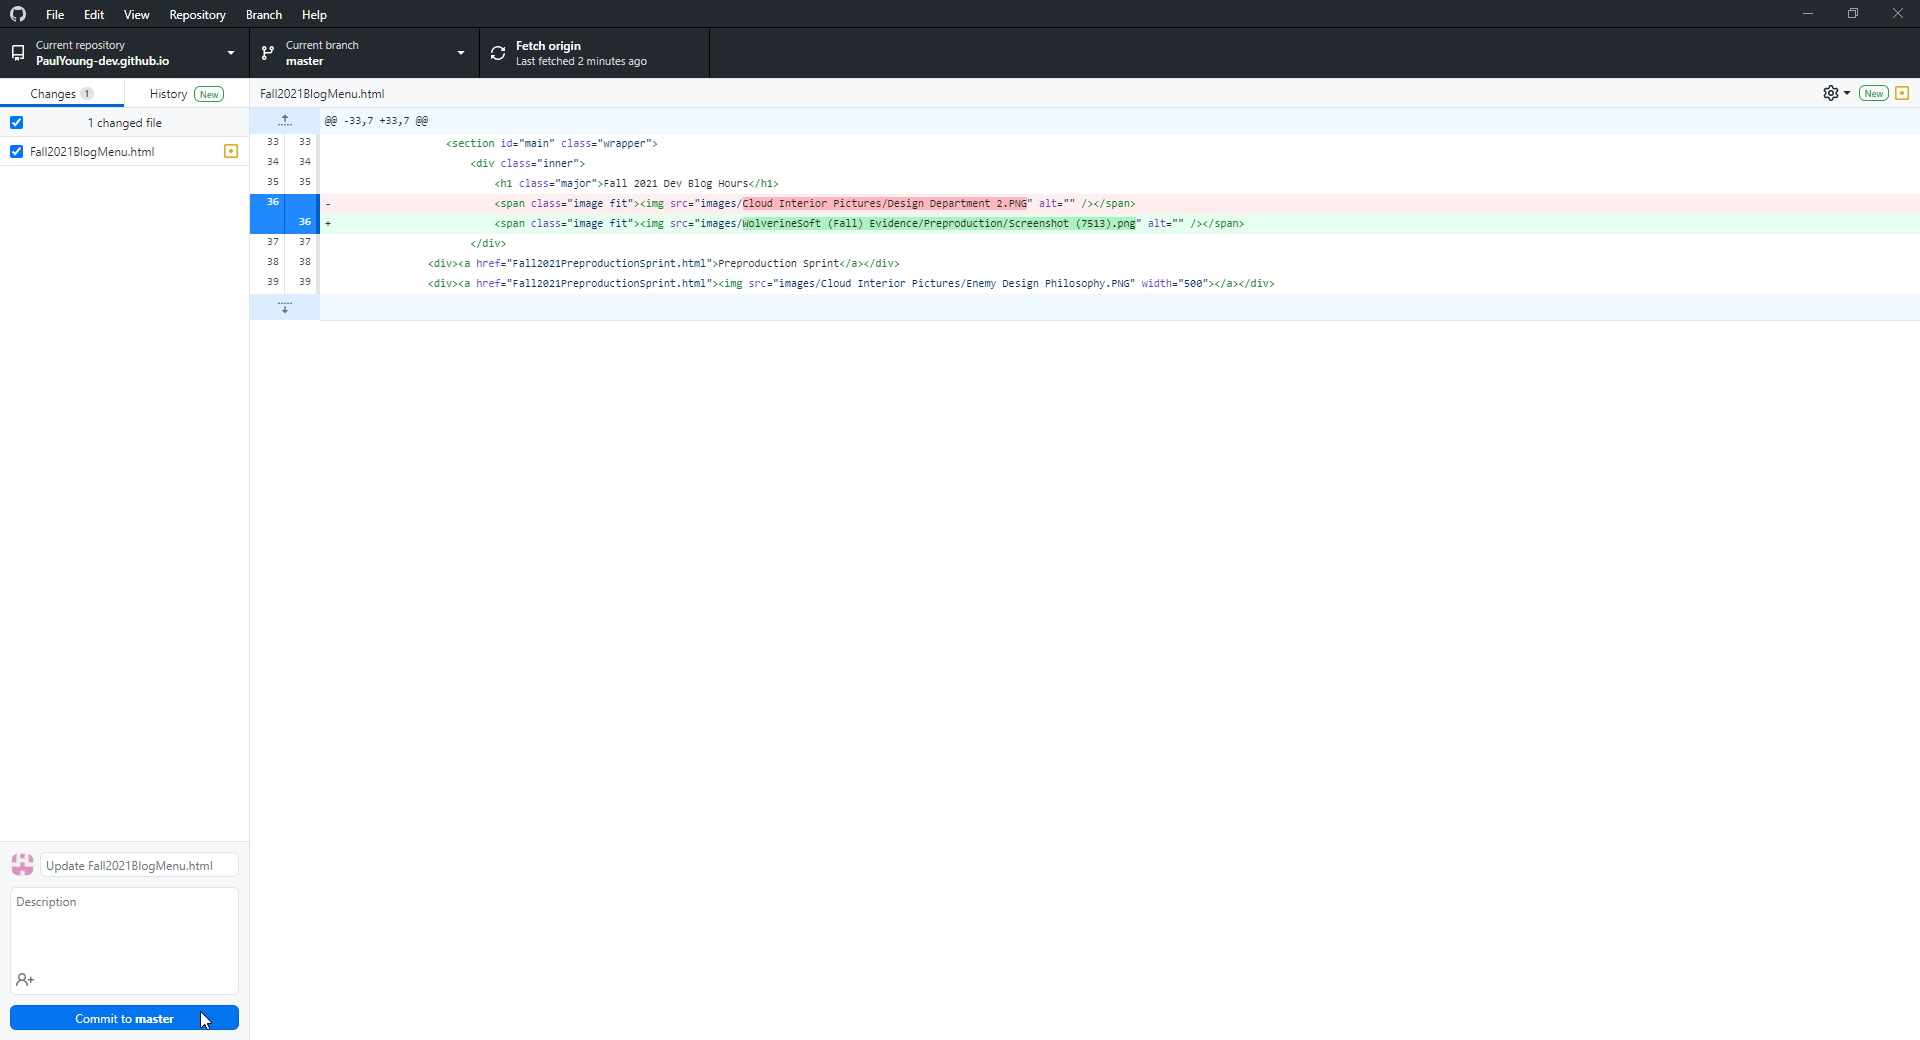 File Edit View Repository Branch Help
Current repository
PaulYoung-dev.github.io
Current branch
master
Fetch origin
Last fetched 2 minutes ago
Changes 1 History New
Fall2021BlogMenu.html New
1 changed file
Fall2021BlogMenu.html
@@ -33,7 +33,7 @@
33 33 <section id="main" class="wrapper">
34 34 <div class="inner">
35 35 <h1 class="major">Fall 2021 Dev Blog Hours</h1>
36 - <span class="image fit"><img src="images/Cloud Interior Pictures/Design Department 2.PNG" alt="" /></span>
36 + <span class="image fit"><img src="images/WolverineSoft (Fall) Evidence/Preproduction/Screenshot (7513).png" alt="" /></span>
37 37 </div>
38 38 <div><a href="Fall2021PreproductionSprint.html">Preproduction Sprint</a></div>
39 39 <div><a href="Fall2021PreproductionSprint.html"><img src="images/Cloud Interior Pictures/Enemy Design Philosophy.PNG" width="500"></a></div>
Update Fall2021BlogMenu.html
Description
Commit to master